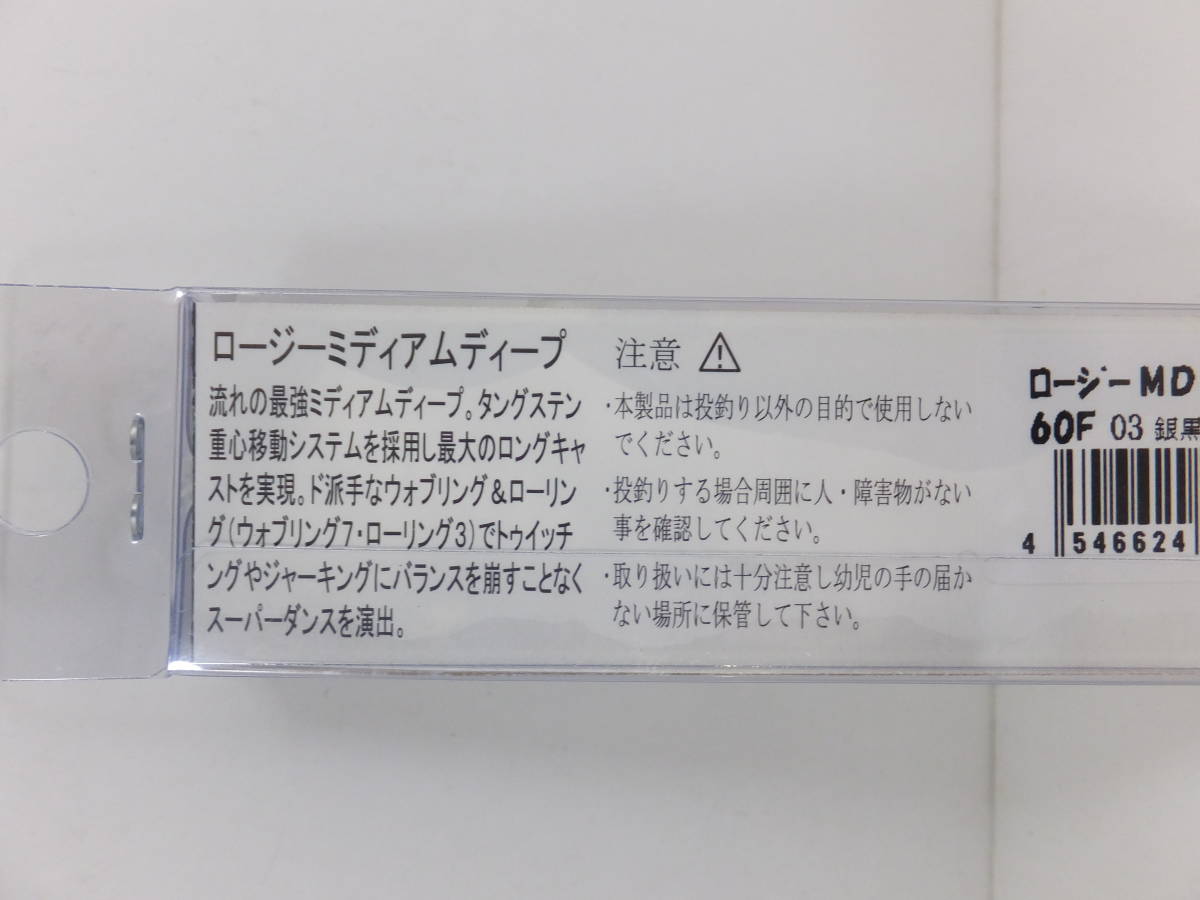 ロージーミディアムディープ
流れの最強ミディアムディープ。タングステン
重心移動システムを採用し最大のロングキャ
ストを実現。ド派手なウォブリング&ローリン
グ(ウォブリング7・ローリング3)でトゥイッチ
ングやジャーキングにバランスを崩すことなく
スーパーダンスを演出。
注意
・本製品は投釣り以外の目的で使用しない
でください。
・投釣りする場合周囲に人・障害物がない
事を確認してください。
・取り扱いには十分注意し幼児の手の届か
ない場所に保管して下さい。
ロージーMD
60F 03 銀黒
4 546624